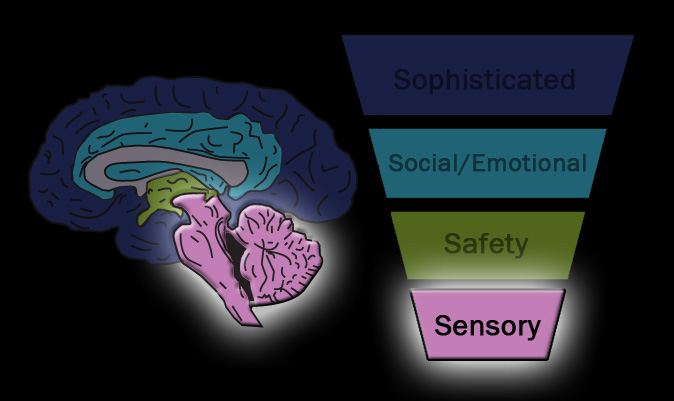 Sophisticated
Social/Emotional
Safety
Sensory